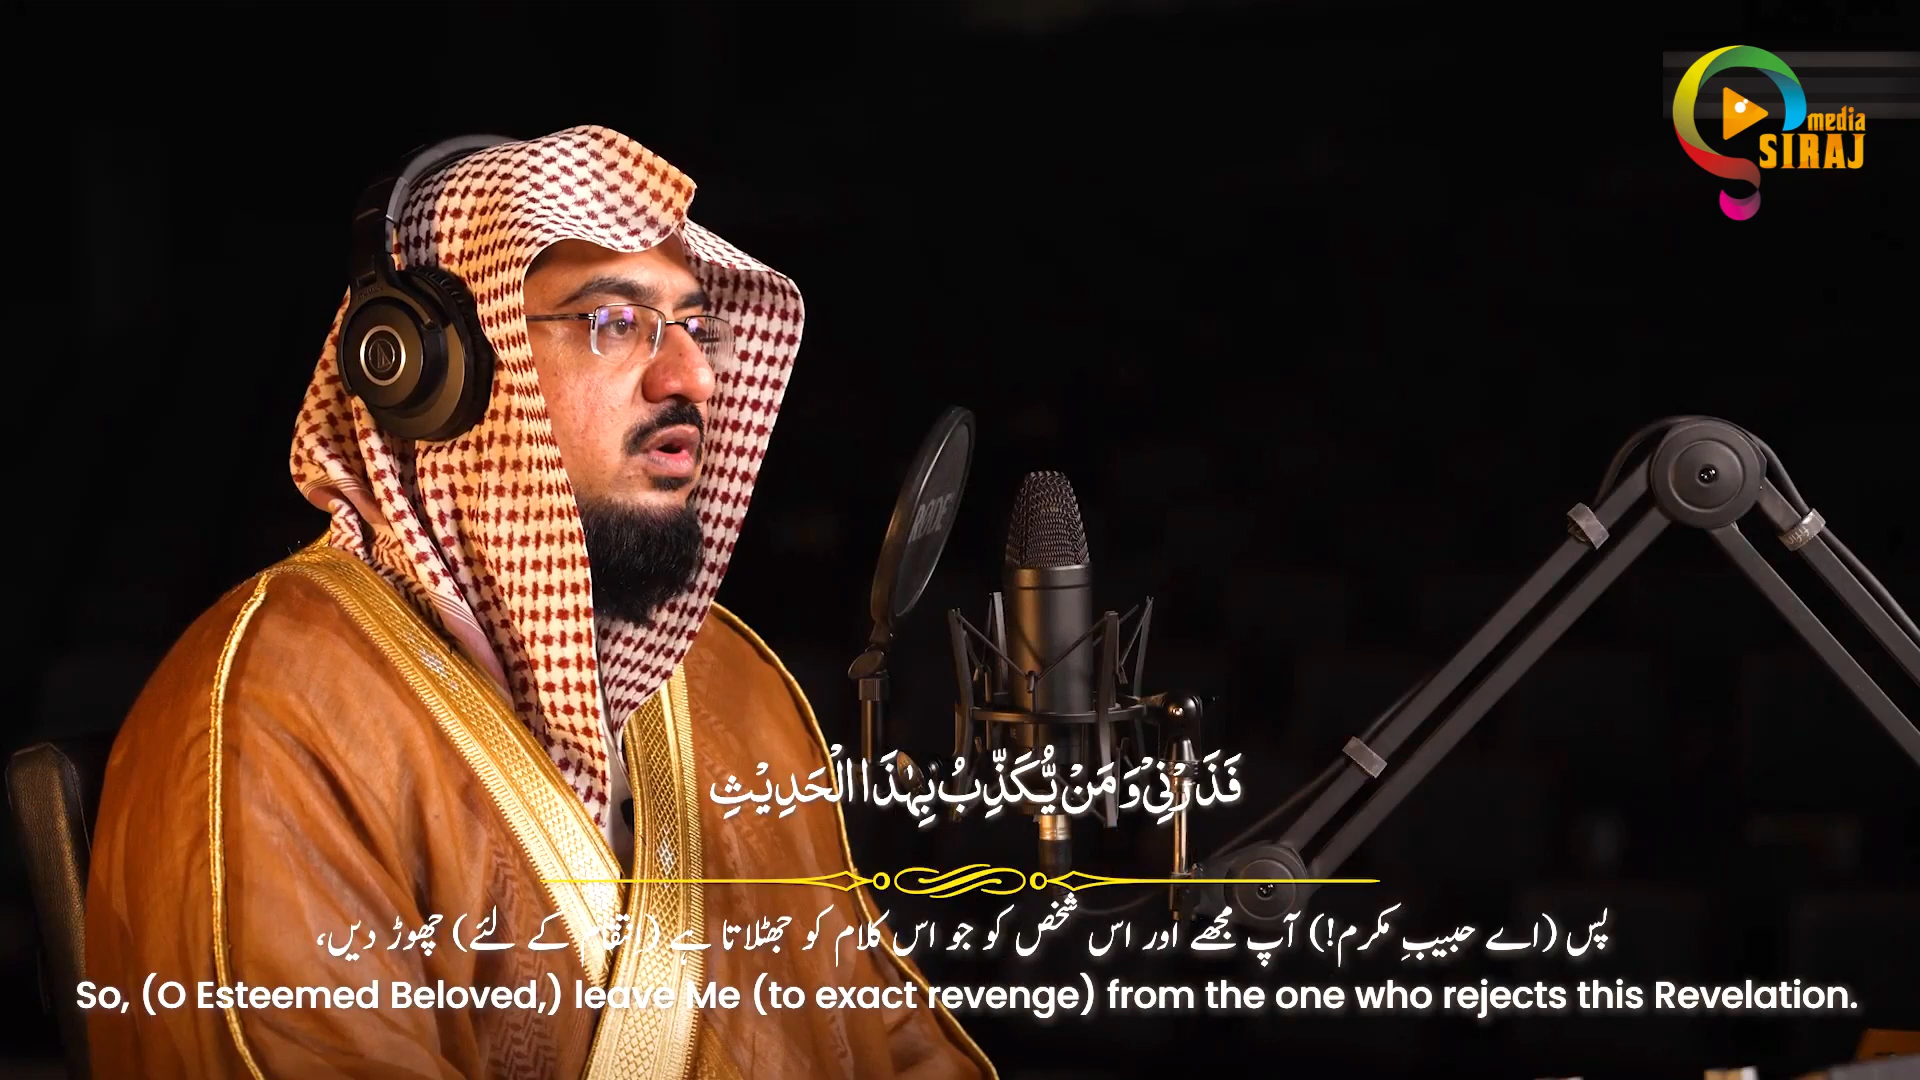 media
SIRAJ
RØDE
فَذَرۡنِىۡ وَ مَنۡ يُّكَذِّبُ بِهٰذَا الۡحَدِيۡثِ‌
پس (اے حبیبِ مکرم!) آپ مجھے اور اس شخص کو جو اس کلام کو جھٹلاتا ہے (انتقام کے لئے) چھوڑ دیں،
So, (O Esteemed Beloved,) leave Me (to exact revenge) from the one who rejects this Revelation.